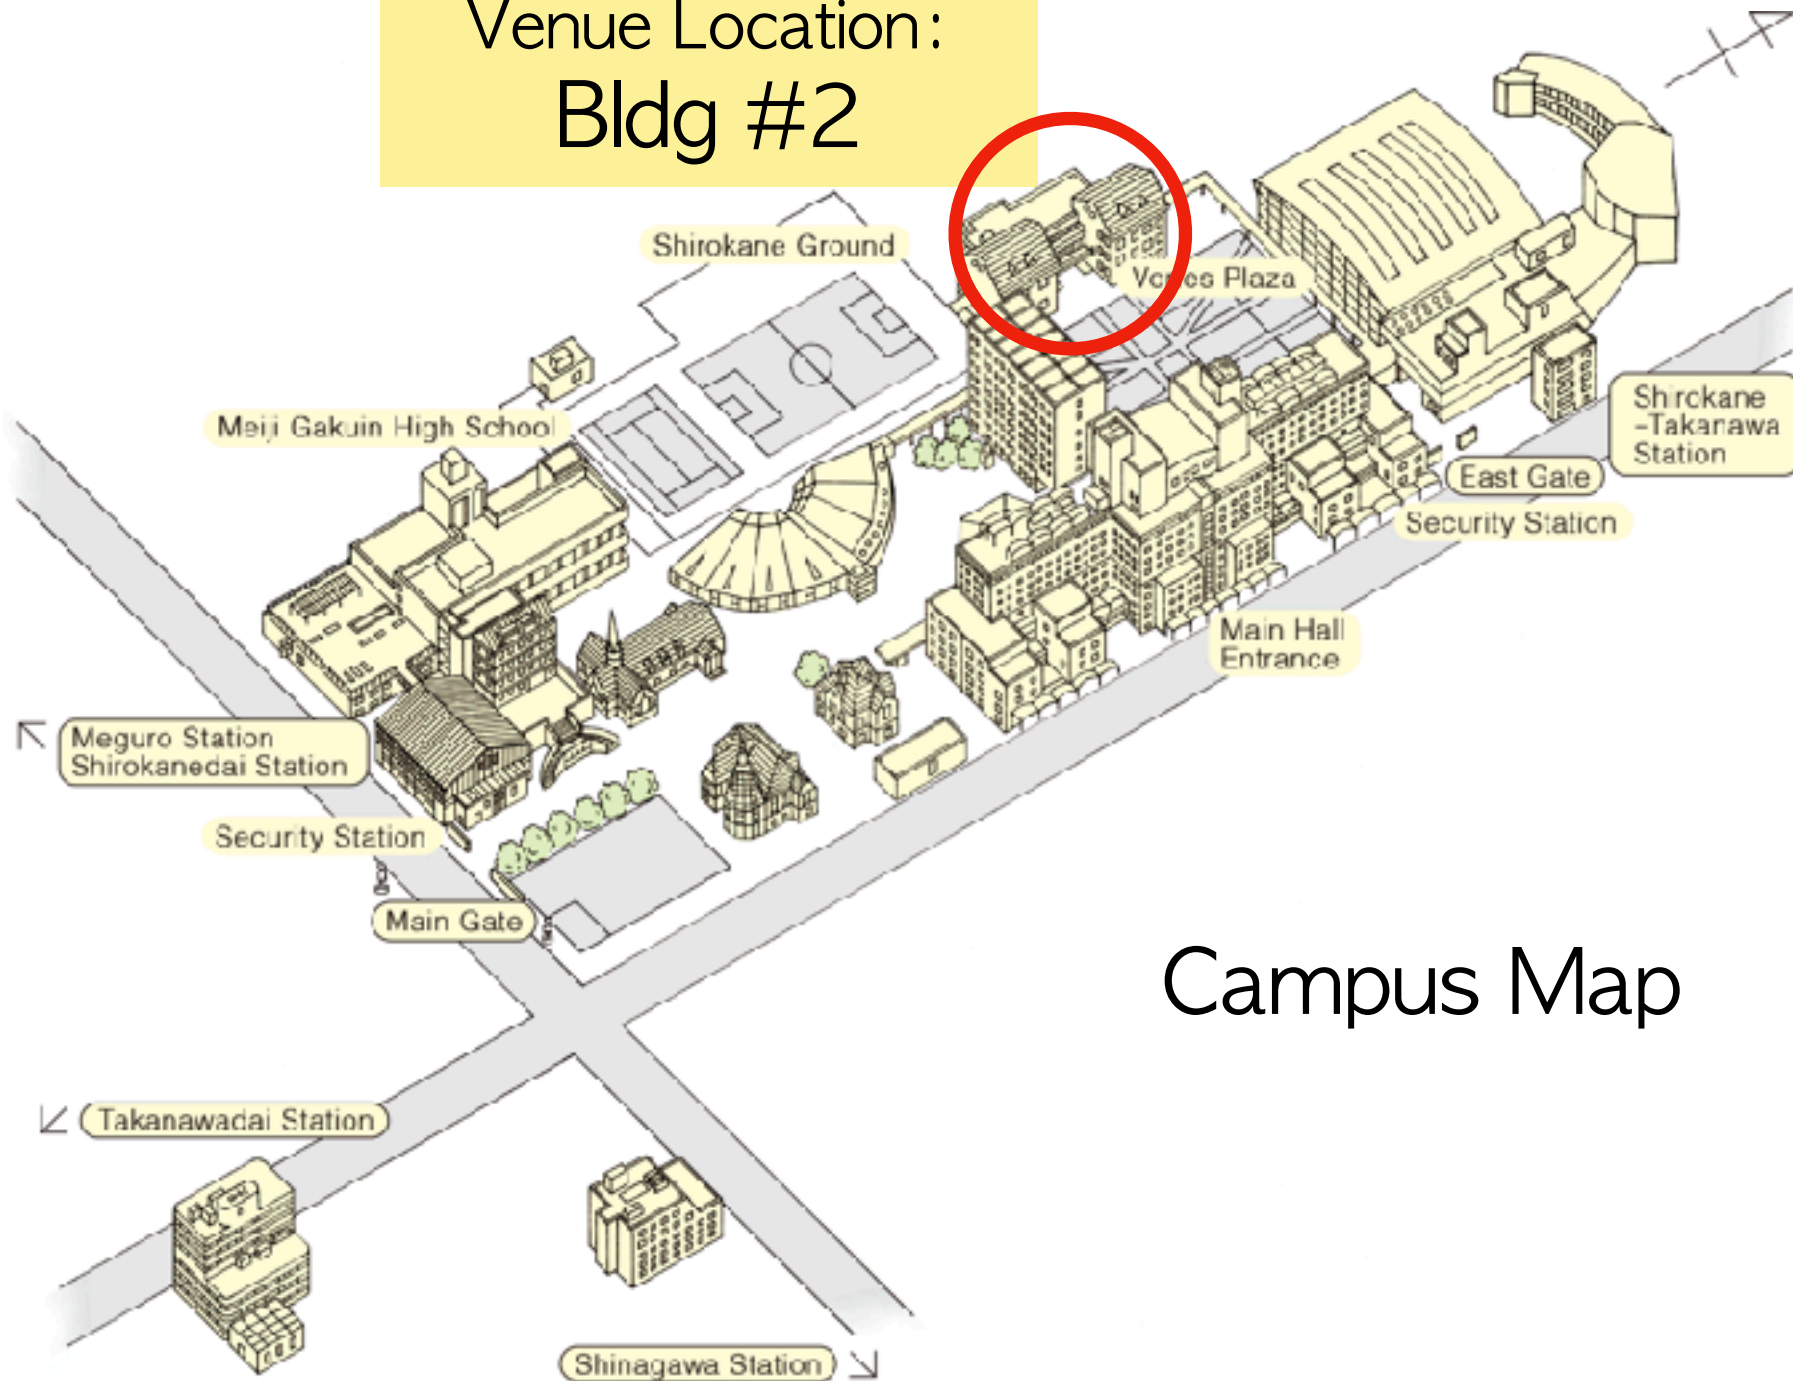 Venue Location:
Bldg #2
Shirokane Ground
Vories Plaza
Meiji Gakuin High School
Shirokane
-Takanawa
Station
East Gate
Security Station
Main Hall
Entrance
Meguro Station
Shirokanedai Station
Security Station
Main Gate
Campus Map
Takanawadai Station
Shinagawa Station